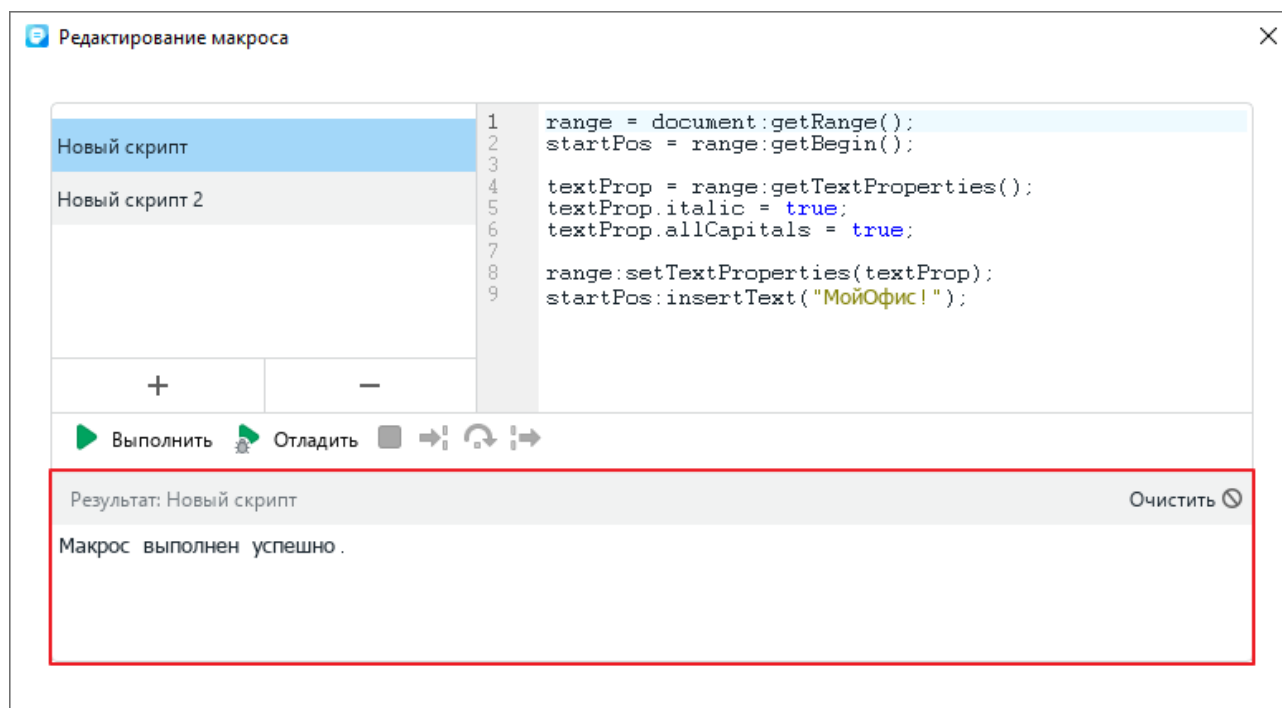 Редактирование макроса
Новый скрипт
Новый скрипт 2
1 range = document:getRange();
2 startPos = range:getBegin();
3
4 textProp = range:getTextProperties();
5 textProp.italic = true;
6 textProp.allCapitals = true;
7
8 range:setTextProperties(textProp);
9 startPos:insertText("МойОфис!");
Выполнить Отладить
Результат: Новый скрипт Очистить
Макрос выполнен успешно.